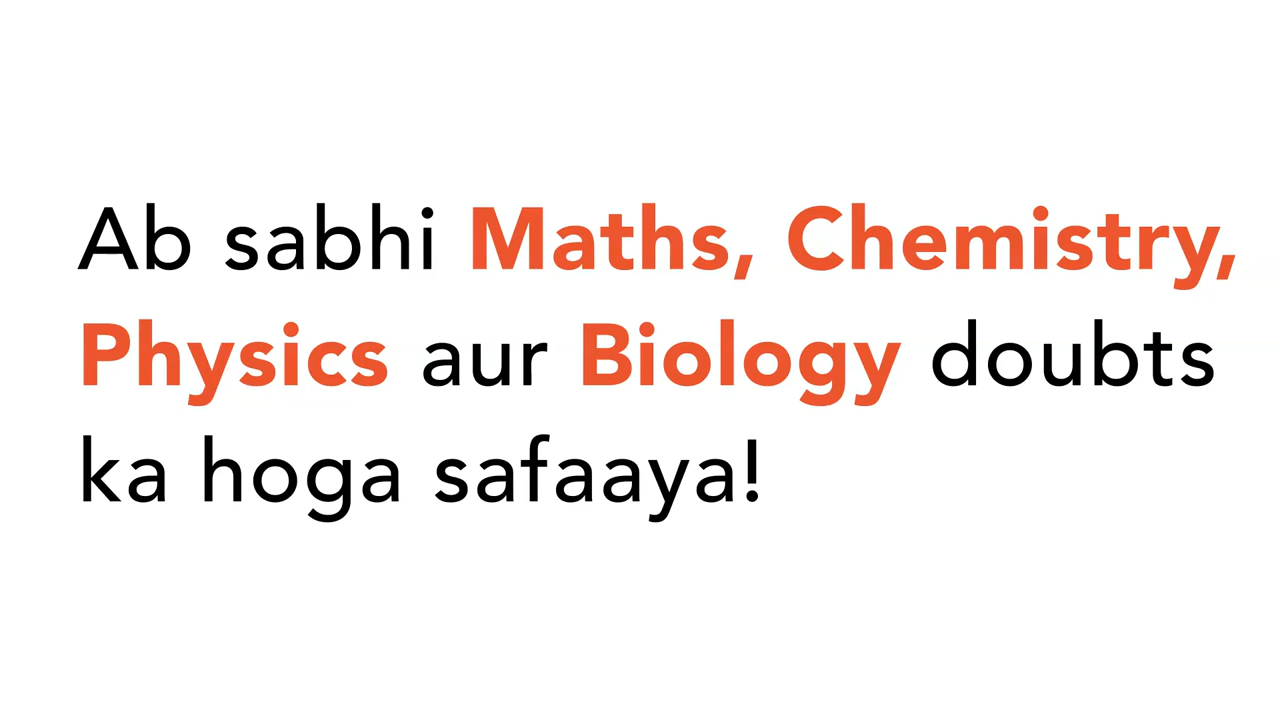 Ab sabhi Maths, Chemistry,
Physics aur Biology doubts
ka hoga safaaya!